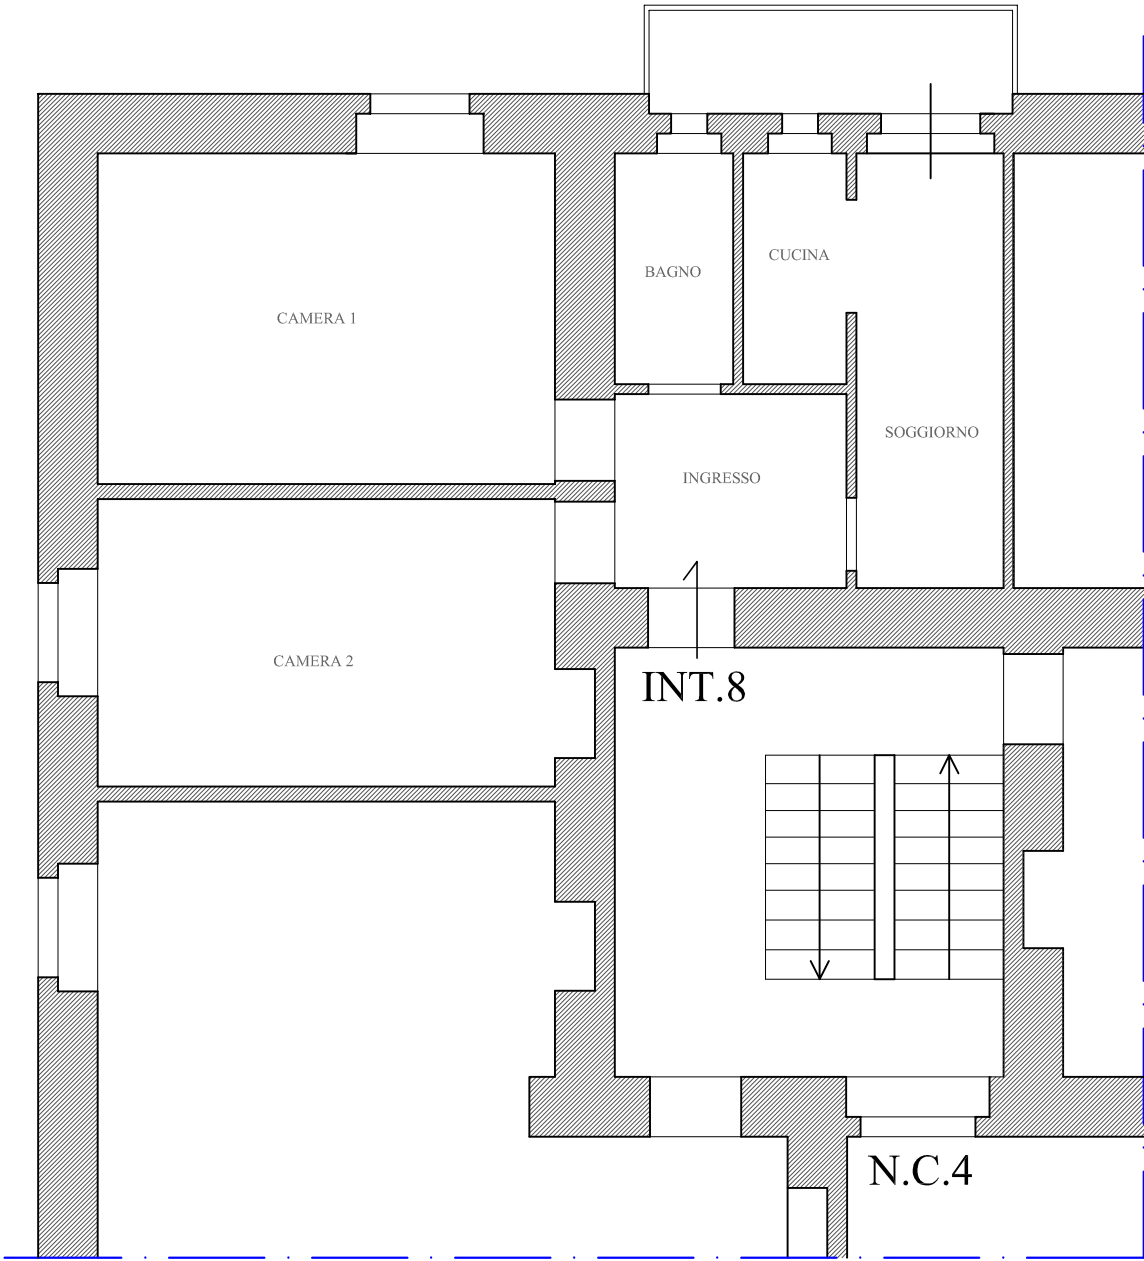 CUCINA
BAGNO
CAMERA 1
SOGGIORNO
INGRESSO
CAMERA 2
INT.8
N.C.4